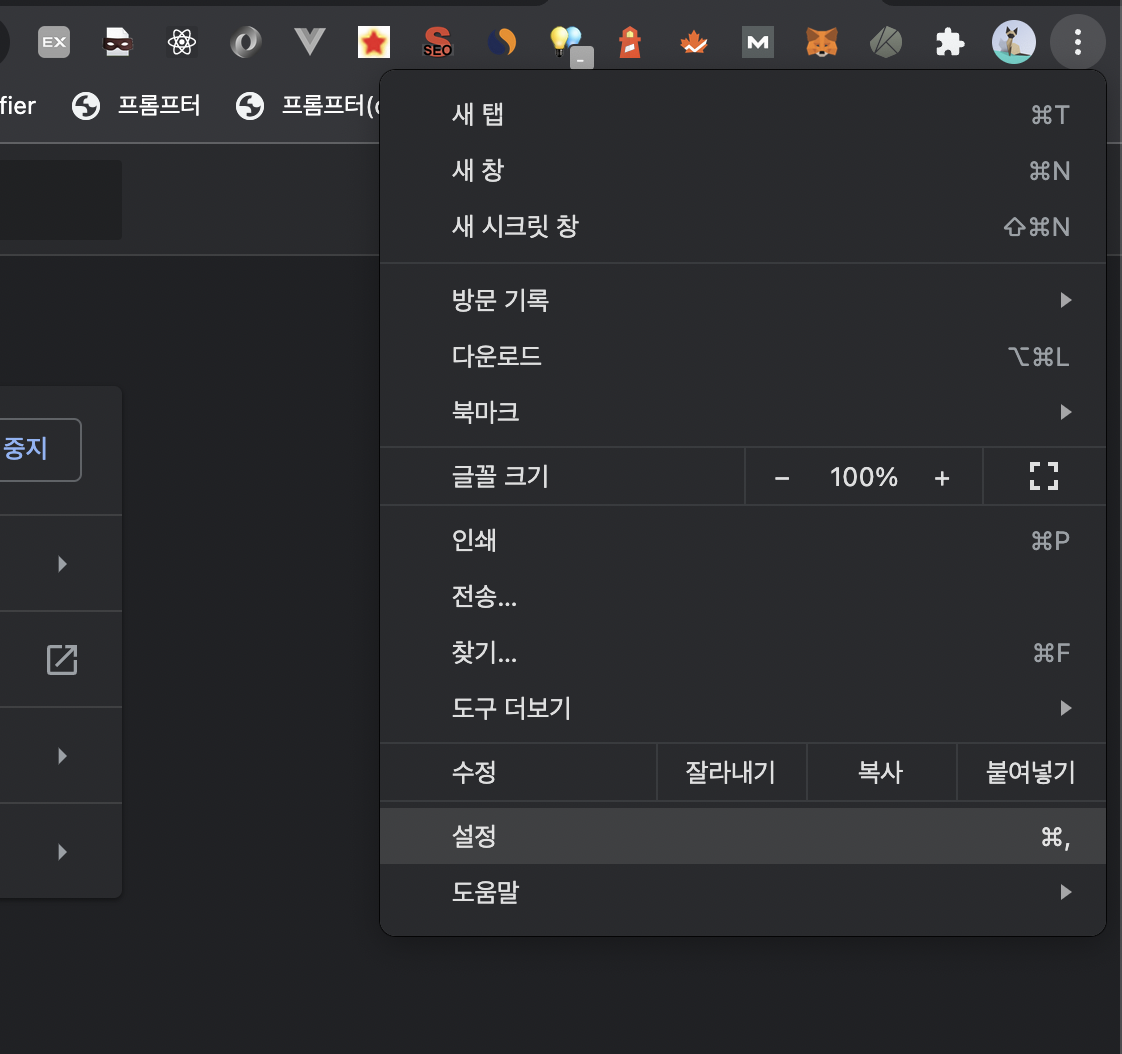 EX
SEO
M
fier
프롬프터
프롬프터(c
새 탭 ⌘T
새 창 ⌘N
새 시크릿 창 ⇧⌘N
방문 기록
다운로드 ⌥⌘L
북마크
중지
글꼴 크기 − 100% +
인쇄 ⌘P
전송...
찾기... ⌘F
도구 더보기
수정 잘라내기 복사 붙여넣기
설정 ⌘,
도움말